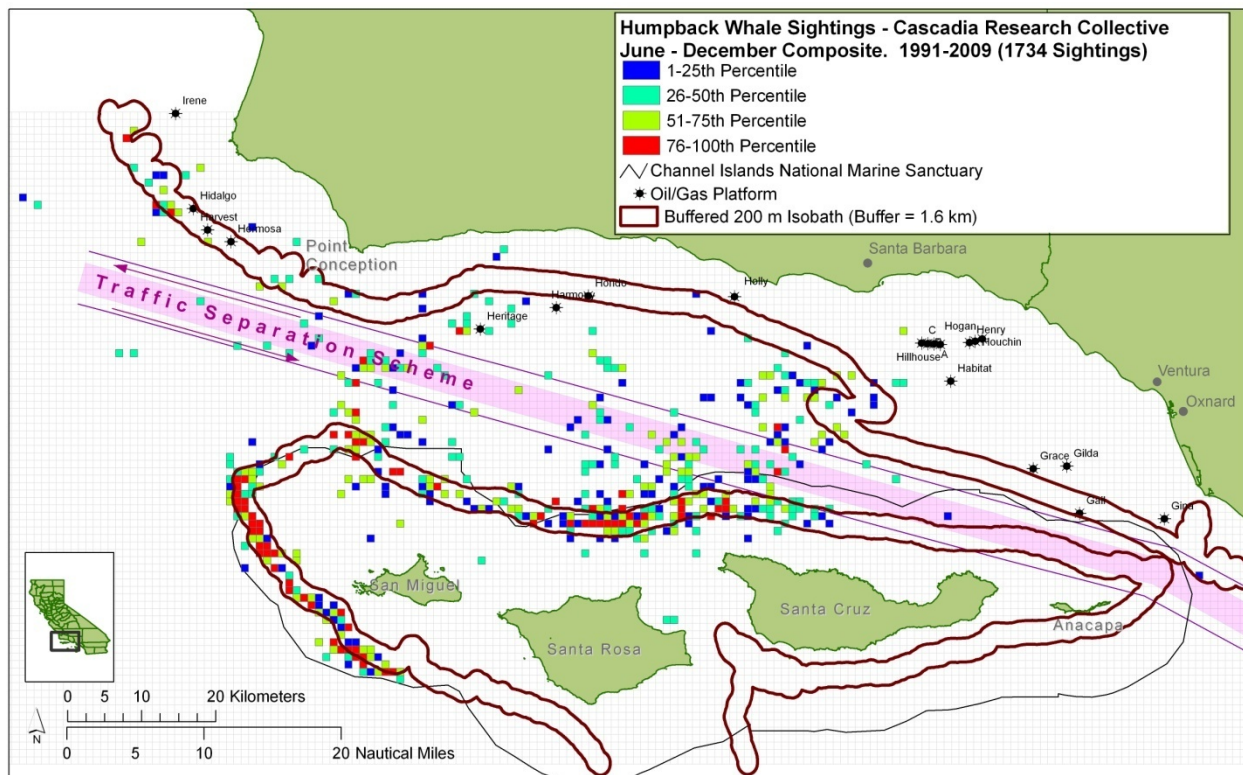 Humpback Whale Sightings - Cascadia Research Collective
June - December Composite. 1991-2009 (1734 Sightings)
1-25th Percentile
26-50th Percentile
51-75th Percentile
76-100th Percentile
Channel Islands National Marine Sanctuary
Oil/Gas Platform
Buffered 200 m Isobath (Buffer = 1.6 km)
Irene
Hidalgo
Harvest
Hermosa
Point
Conception
Santa Barbara
Holly
Hondo
Harmony
Heritage
Traffic Separation Scheme
C
Hogan
Henry
Houchin
Hillhouse
A
Habitat
Ventura
Oxnard
Grace
Gilda
Gail
Gina
San Miguel
Santa Rosa
Santa Cruz
Anacapa
0 5 10 20 Kilometers
0 5 10 20 Nautical Miles
N